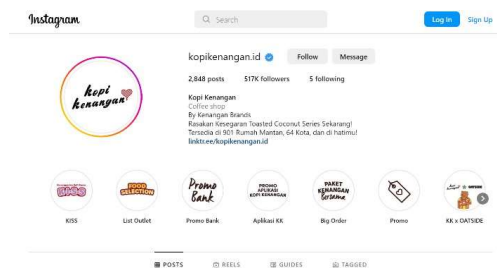 Instagram
Search
Log In
Sign Up
kopikenangan.id
Follow
Message
2,848 posts
517K followers
5 following
Kopi Kenangan
Coffee shop
By Kenangan Brands
Rasakan Kesegaran Toasted Coconut Series Sekarang!
Tersedia di 901 Rumah Mantan, 64 Kota, dan di hatimu!
linktr.ee/kopikenangan.id
kopi
kenangan
FOOD
SELECTION
Promo
Bank
PROMO
APLIKASI
KOPI KENANGAN
PAKET
KENANGAN
Bersama
KISS
List Outlet
Promo Bank
Aplikasi KK
Big Order
Promo
KK x OATSIDE
POSTS
REELS
GUIDES
TAGGED